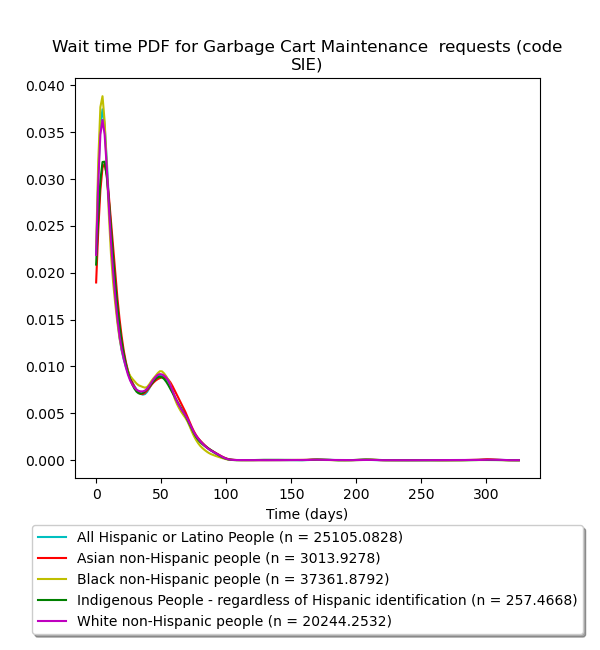 Wait time PDF for Garbage Cart Maintenance  requests (code
SIE)
0.040
0.035
0.030
0.025
0.020
0.015
0.010
0.005
0.000
0 50 100 150 200 250 300
Time (days)
All Hispanic or Latino People (n = 25105.0828)
Asian non-Hispanic people (n = 3013.9278)
Black non-Hispanic people (n = 37361.8792)
Indigenous People - regardless of Hispanic identification (n = 257.4668)
White non-Hispanic people (n = 20244.2532)